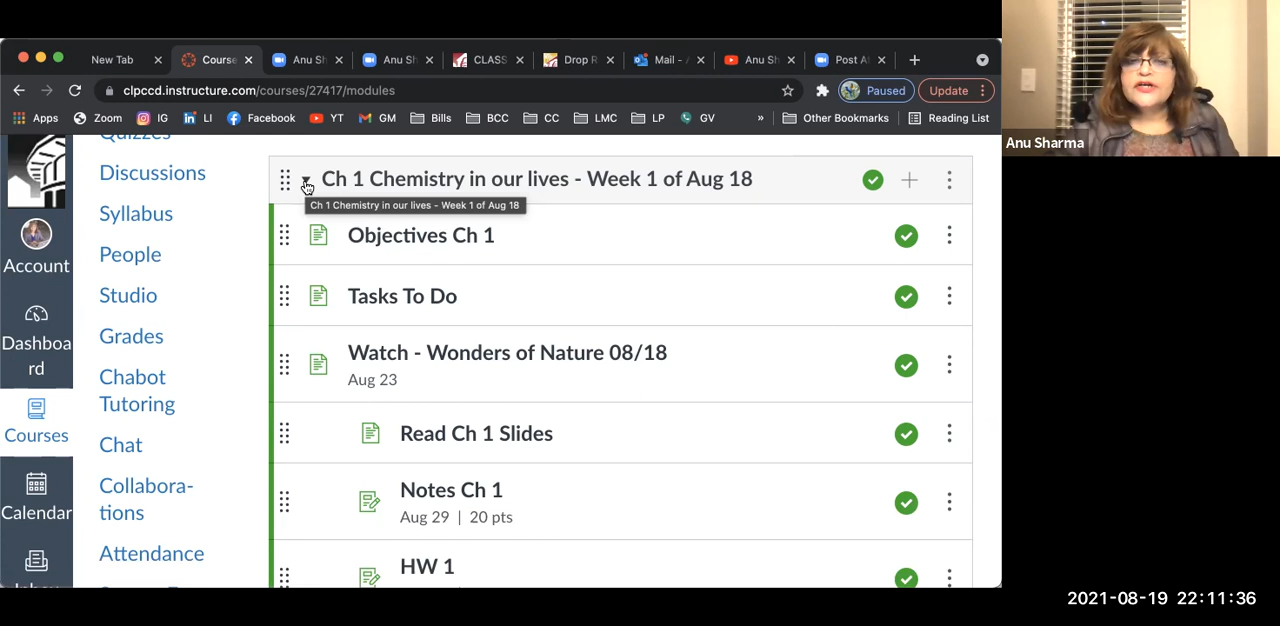 New Tab
Course
Anu Sh
Anu Sh
CLASS
Drop R
Mail - 
Anu Sh
Post A
clpccd.instructure.com/courses/27417/modules
Paused
Update
Apps
Zoom
IG
LI
Facebook
YT
GM
Bills
BCC
CC
LMC
LP
GV
»
Other Bookmarks
Reading List
Anu Sharma
Account
Dashboa
rd
Courses
Calendar
Quizzes
Discussions
Syllabus
People
Studio
Grades
Chabot
Tutoring
Chat
Collabora-
tions
Attendance
Ch 1 Chemistry in our lives - Week 1 of Aug 18
Ch 1 Chemistry in our lives - Week 1 of Aug 18
Objectives Ch 1
Tasks To Do
Watch - Wonders of Nature 08/18
Aug 23
Read Ch 1 Slides
Notes Ch 1
Aug 29 | 20 pts
HW 1
2021-08-19 22:11:36